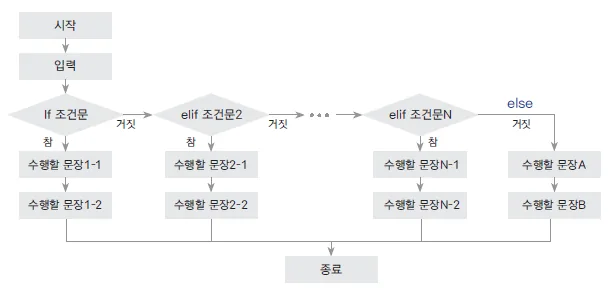 시작
입력
If 조건문
거짓
elif 조건문2
거짓
elif 조건문N
else
거짓
참
참
참
수행할 문장1-1
수행할 문장2-1
수행할 문장N-1
수행할 문장A
수행할 문장1-2
수행할 문장2-2
수행할 문장N-2
수행할 문장B
종료